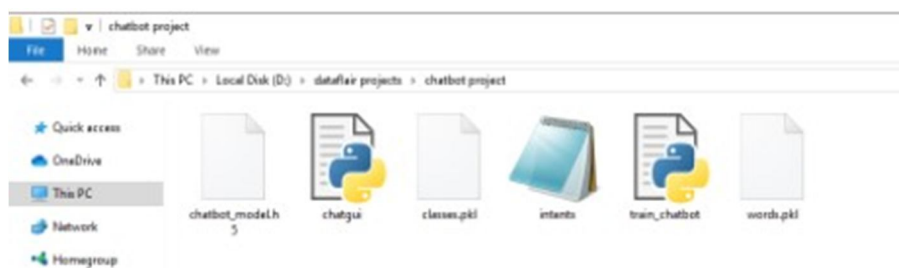 chatbot project
File Home Share View
This PC › Local Disk (D:) › dataflair projects › chatbot project
Quick access
OneDrive
This PC
Network
Homegroup
chatbot_model.h
5
chatgui
classes.pkl
intents
train_chatbot
words.pkl